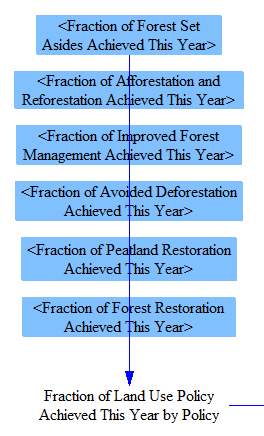 <Fraction of Forest Set
Asides Achieved This Year>
<Fraction of Afforestation and
Reforestation Achieved This Year>
<Fraction of Improved Forest
Management Achieved This Year>
<Fraction of Avoided Deforestation
Achieved This Year>
<Fraction of Peatland Restoration
Achieved This Year>
<Fraction of Forest Restoration
Achieved This Year>
Fraction of Land Use Policy
Achieved This Year by Policy